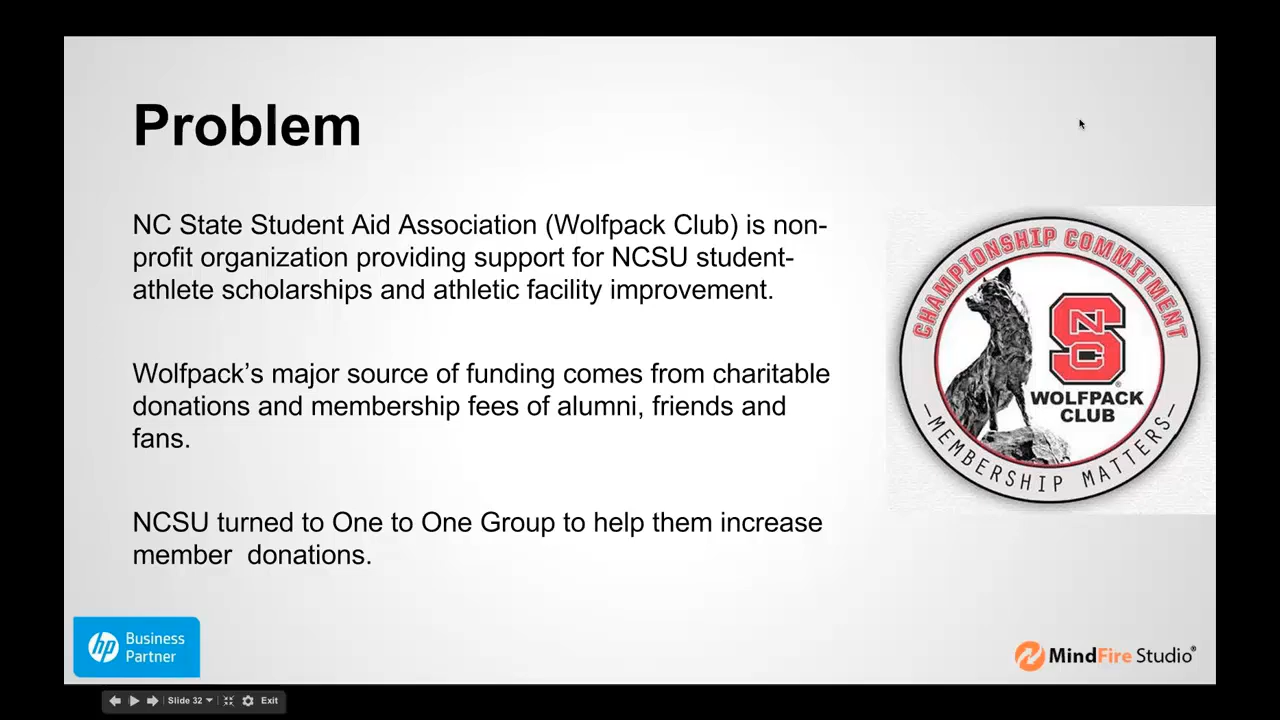 Problem
NC State Student Aid Association (Wolfpack Club) is non-
profit organization providing support for NCSU student-
athlete scholarships and athletic facility improvement.
Wolfpack’s major source of funding comes from charitable
donations and membership fees of alumni, friends and
fans.
NCSU turned to One to One Group to help them increase
member  donations.
CHAMPIONSHIP COMMITMENT
NC
S
®
WOLFPACK
CLUB
—MEMBERSHIP MATTERS—
hp
Business
Partner
MindFire Studio®
Slide 32
Exit